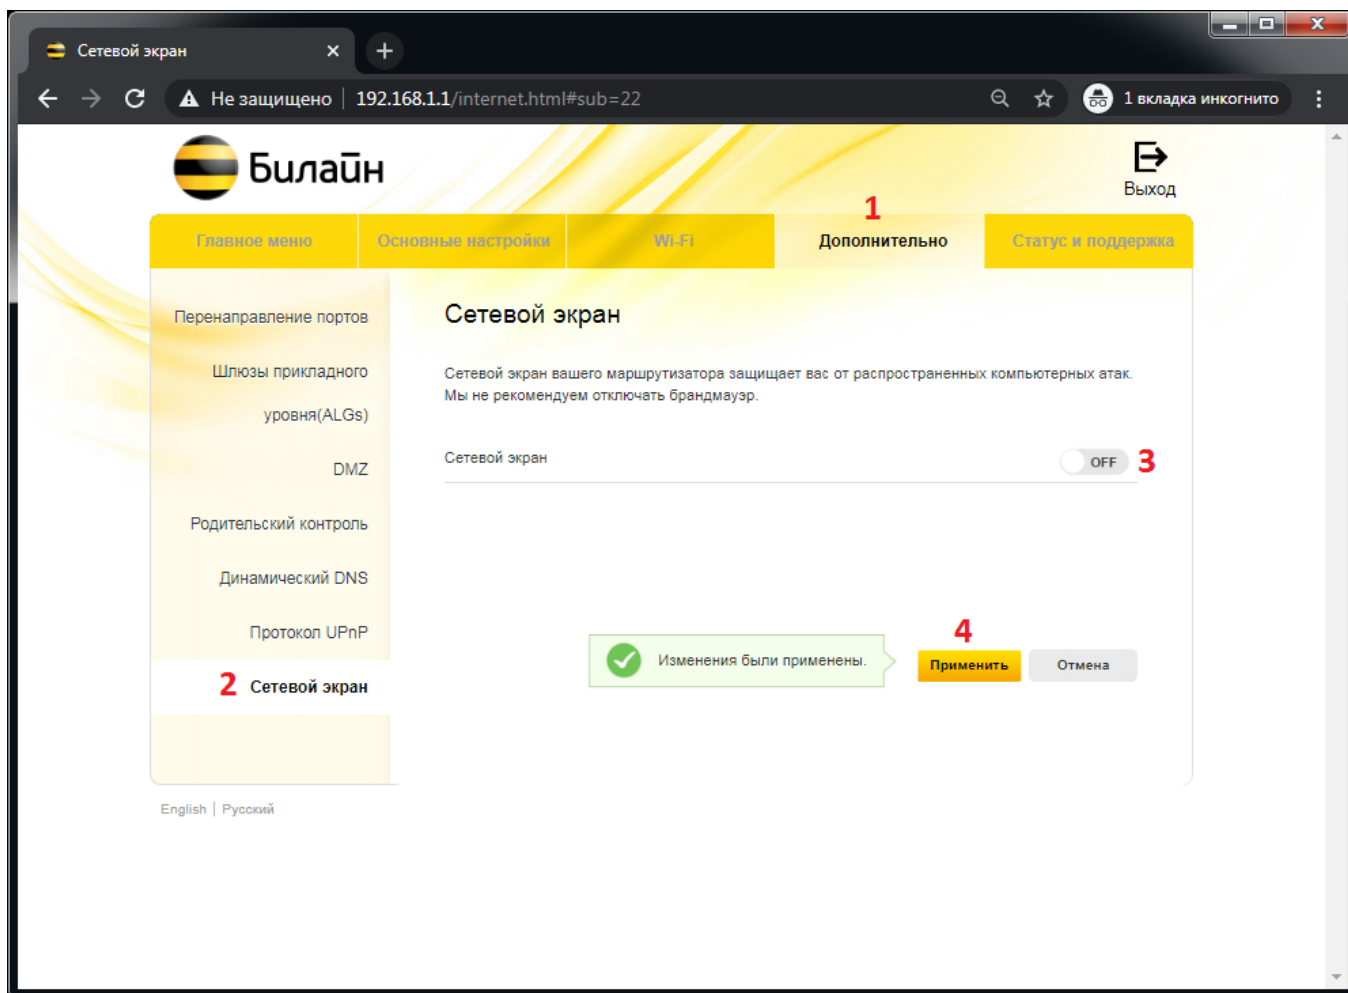 Сетевой экран
Не защищено | 192.168.1.1/internet.html#sub=22
1 вкладка инкогнито
Билайн
Выход
1
Главное меню
Основные настройки
Wi-Fi
Дополнительно
Статус и поддержка
Перенаправление портов
Шлюзы прикладного
уровня(ALGs)
DMZ
Родительский контроль
Динамический DNS
Протокол UPnP
2 Сетевой экран
Сетевой экран
Сетевой экран вашего маршрутизатора защищает вас от распространенных компьютерных атак.
Мы не рекомендуем отключать брандмауэр.
Сетевой экран
OFF 3
4
Изменения были применены.
Применить
Отмена
English | Русский